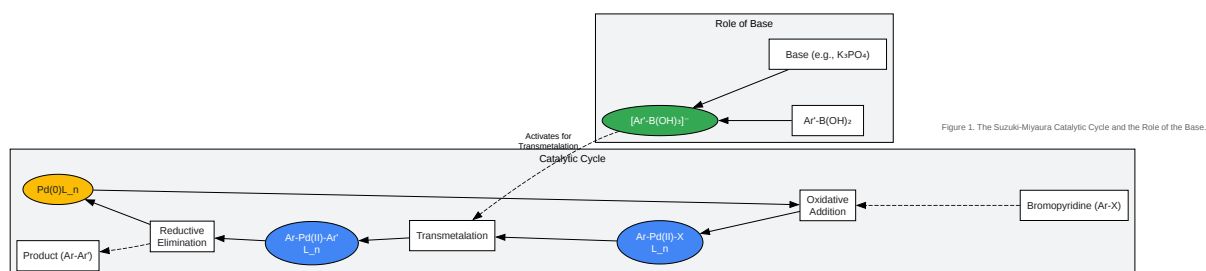 Role of Base
Base (e.g., K₃PO₄)
[Ar'-B(OH)₃]⁻
Ar'-B(OH)₂
Figure 1. The Suzuki-Miyaura Catalytic Cycle and the Role of the Base.
Activates for
Transmetalation
Catalytic Cycle
Pd(0)L_n
Oxidative
Addition
Bromopyridine (Ar-X)
Reductive
Elimination
Ar-Pd(II)-Ar'
L_n
Transmetalation
Ar-Pd(II)-X
L_n
Product (Ar-Ar')